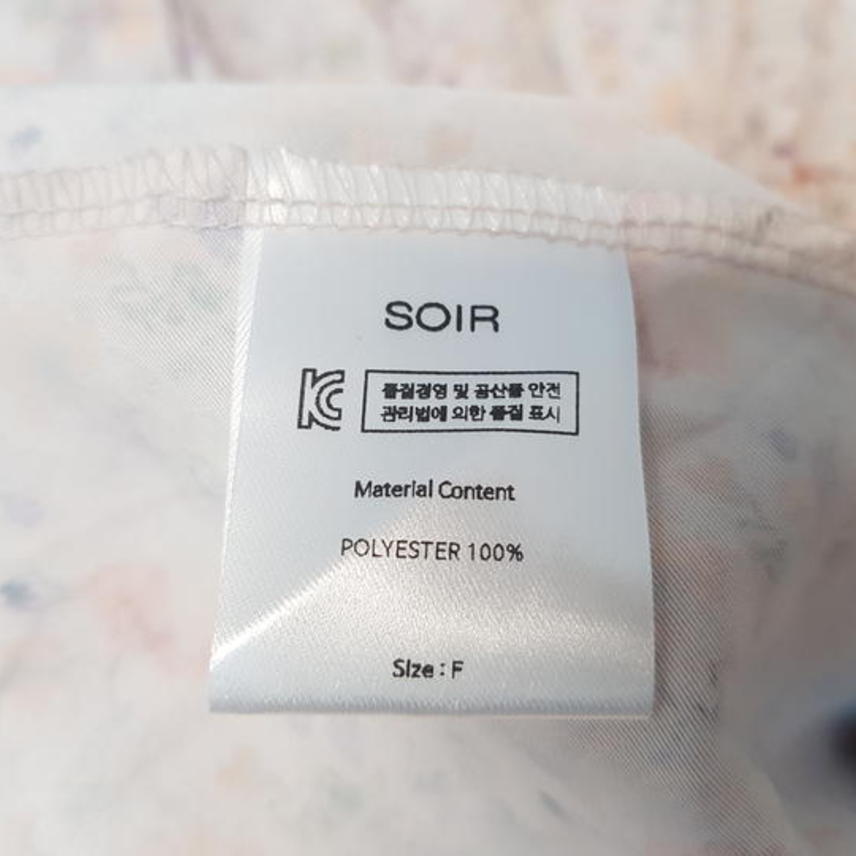 SOIR
KC
품질경영 및 공산품 안전
관리법에 의한 품질 표시
Material Content
POLYESTER 100%
Size : F